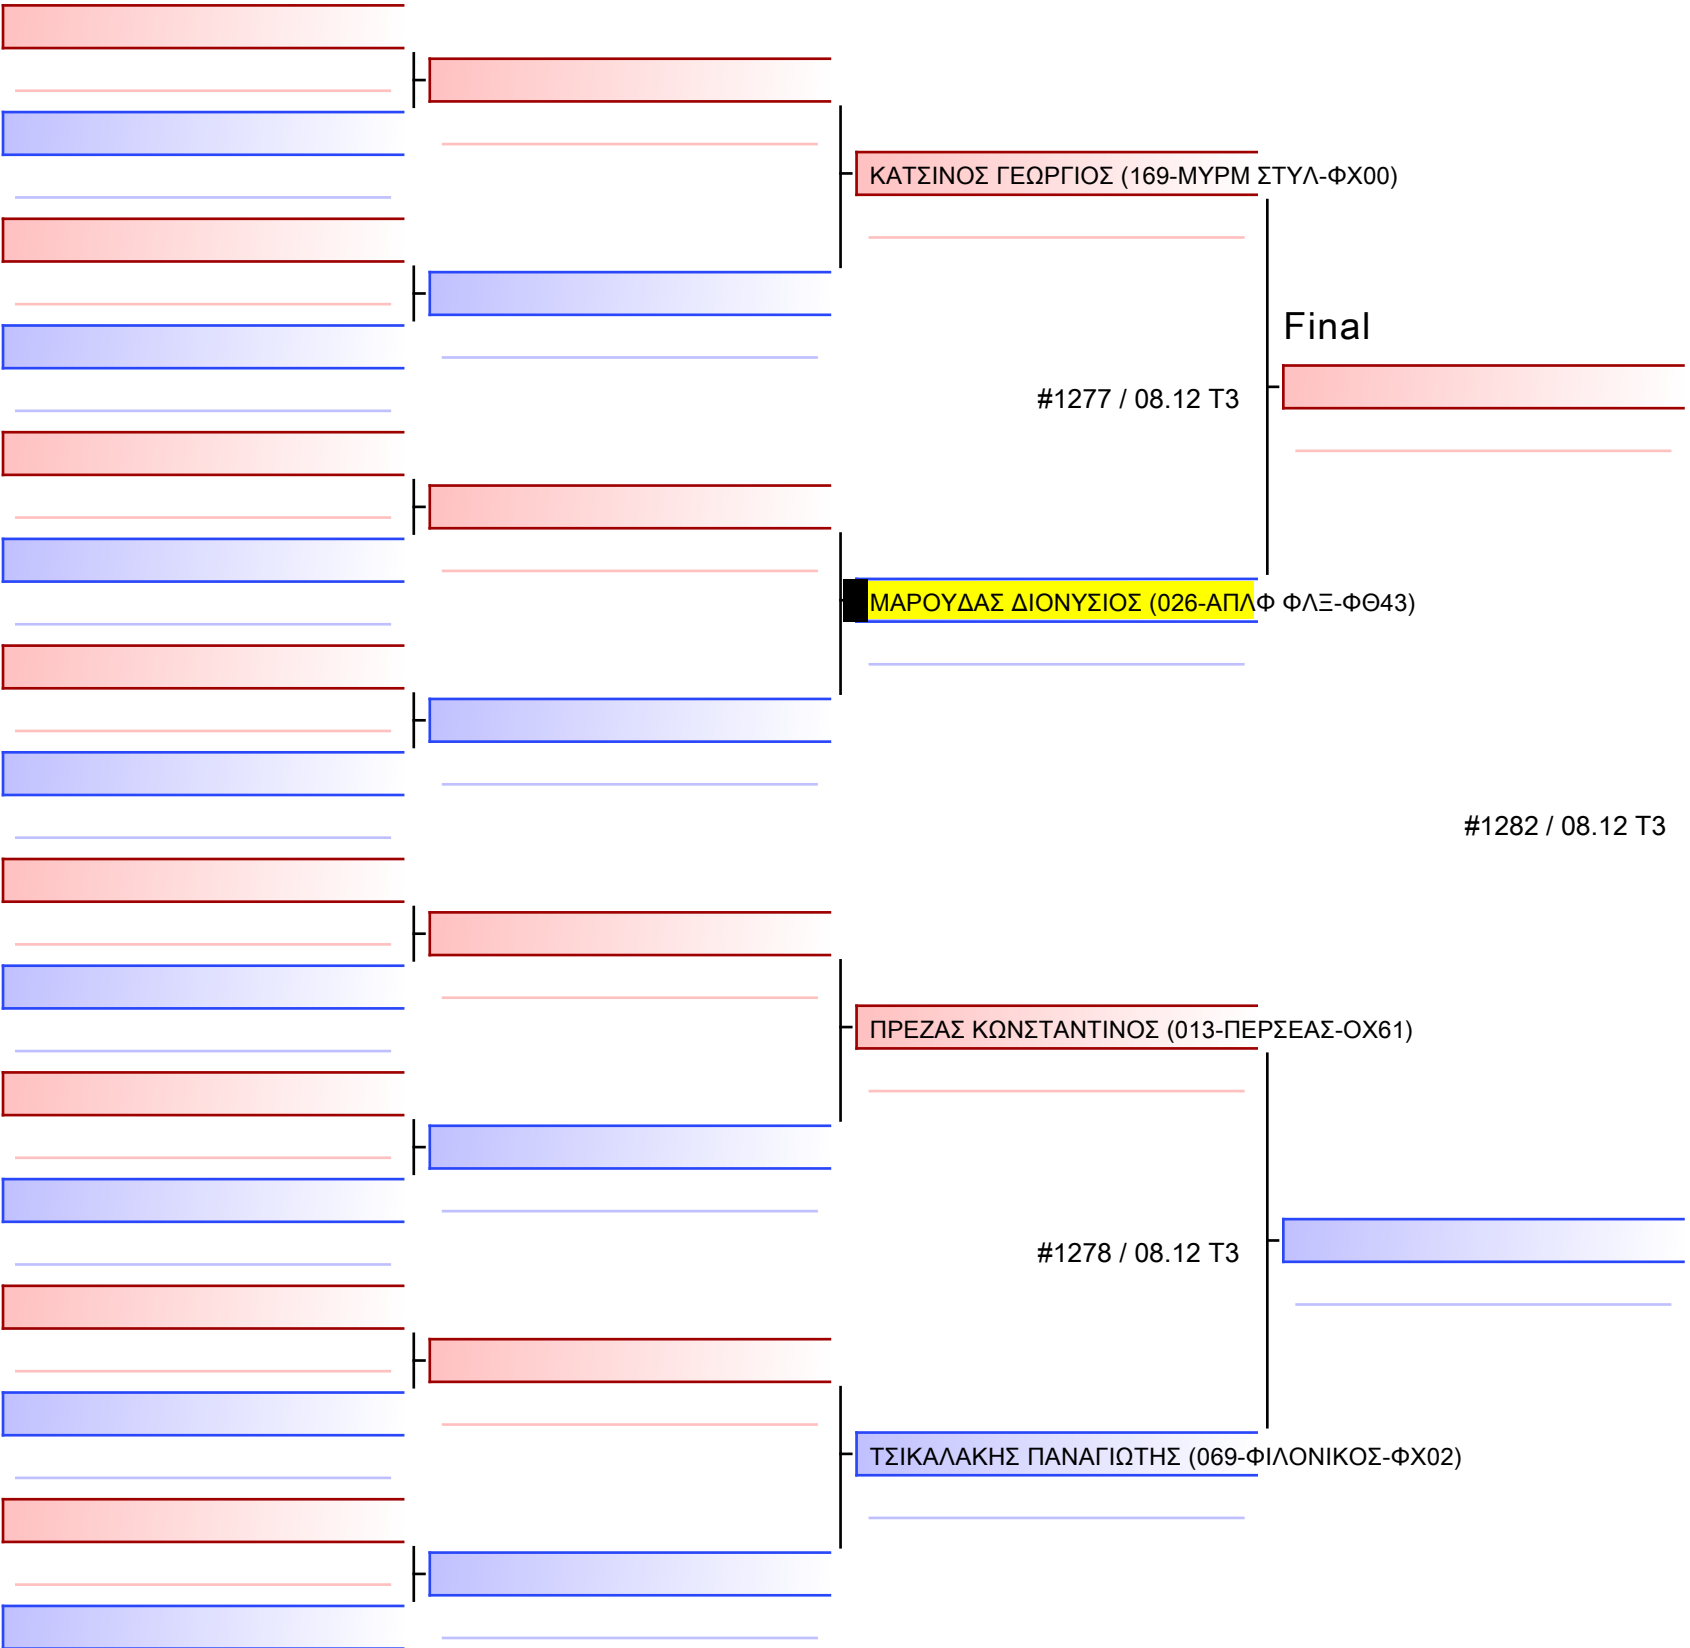 ΚΑΤΣΙΝΟΣ ΓΕΩΡΓΙΟΣ (169-ΜΥΡΜ ΣΤΥΛ-ΦΧ00)
Final
#1277 / 08.12 T3
ΜΑΡΟΥΔΑΣ ΔΙΟΝΥΣΙΟΣ (026-ΑΠΛΦ ΦΛΞ-ΦΘ43)
#1282 / 08.12 T3
ΠΡΕΖΑΣ ΚΩΝΣΤΑΝΤΙΝΟΣ (013-ΠΕΡΣΕΑΣ-ΟΧ61)
#1278 / 08.12 T3
ΤΣΙΚΑΛΑΚΗΣ ΠΑΝΑΓΙΩΤΗΣ (069-ΦΙΛΟΝΙΚΟΣ-ΦΧ02)